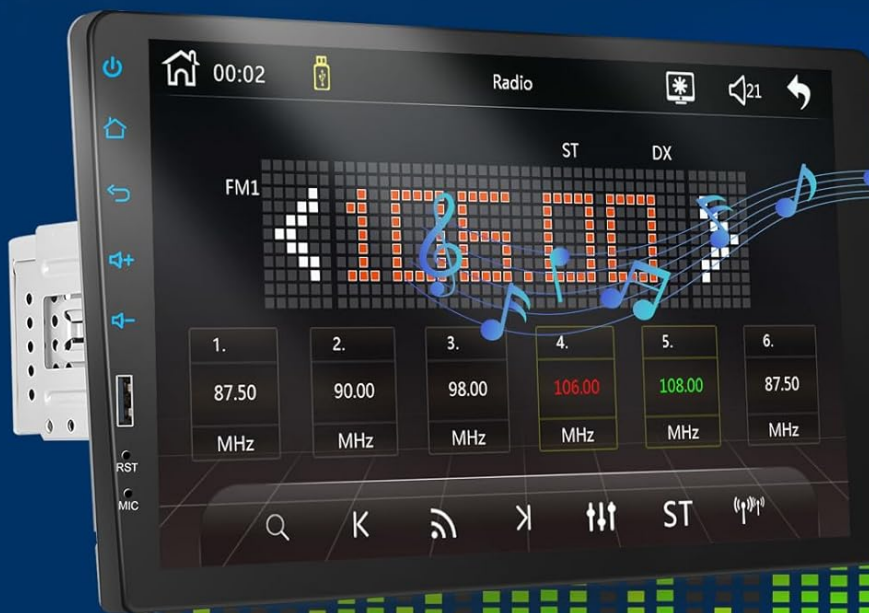 00:02 Radio 21
ST DX
FM1 106.00
1. 2. 3. 4. 5. 6.
87.50 90.00 98.00 106.00 108.00 87.50
MHz MHz MHz MHz MHz MHz
ST
RST
MIC